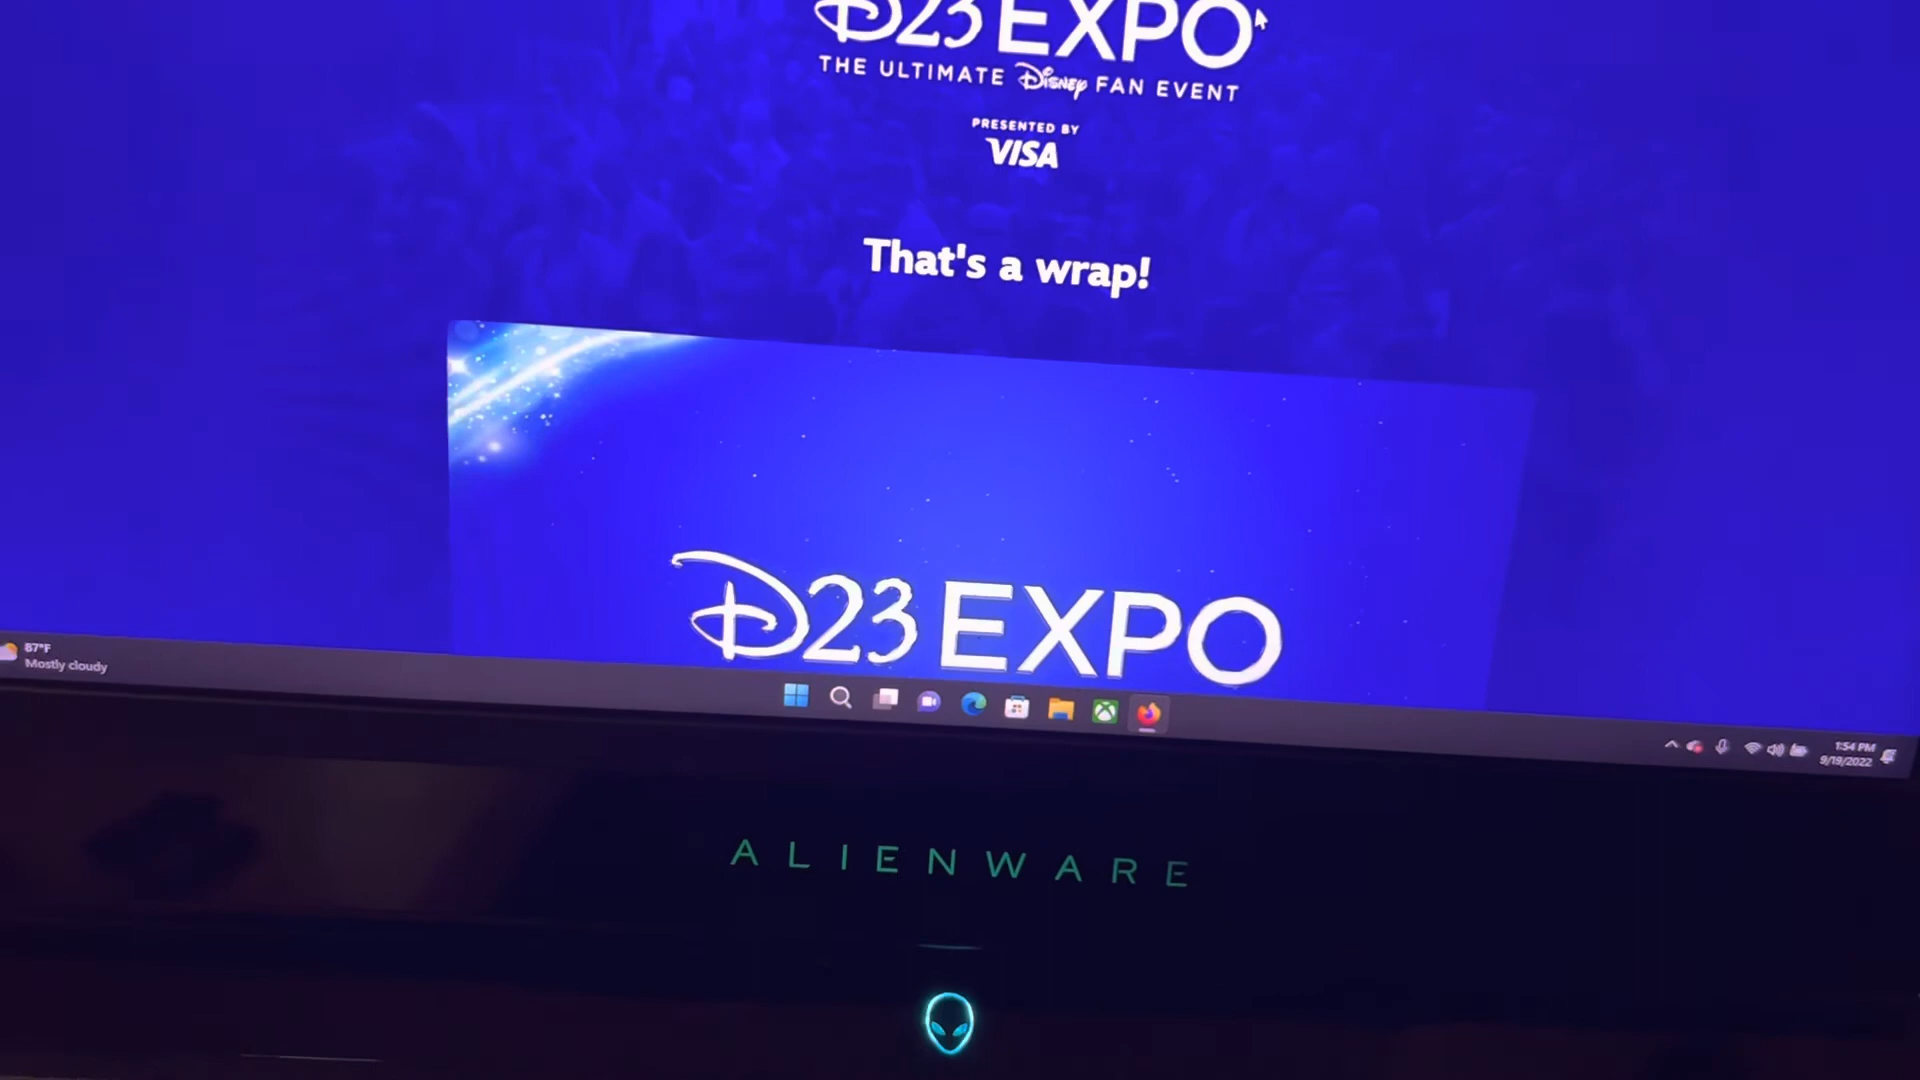 D23 EXPO
THE ULTIMATE Disney FAN EVENT
PRESENTED BY
VISA
That's a wrap!
D23 EXPO
87°F
Mostly cloudy
1:54 PM
9/19/2022
ALIENWARE